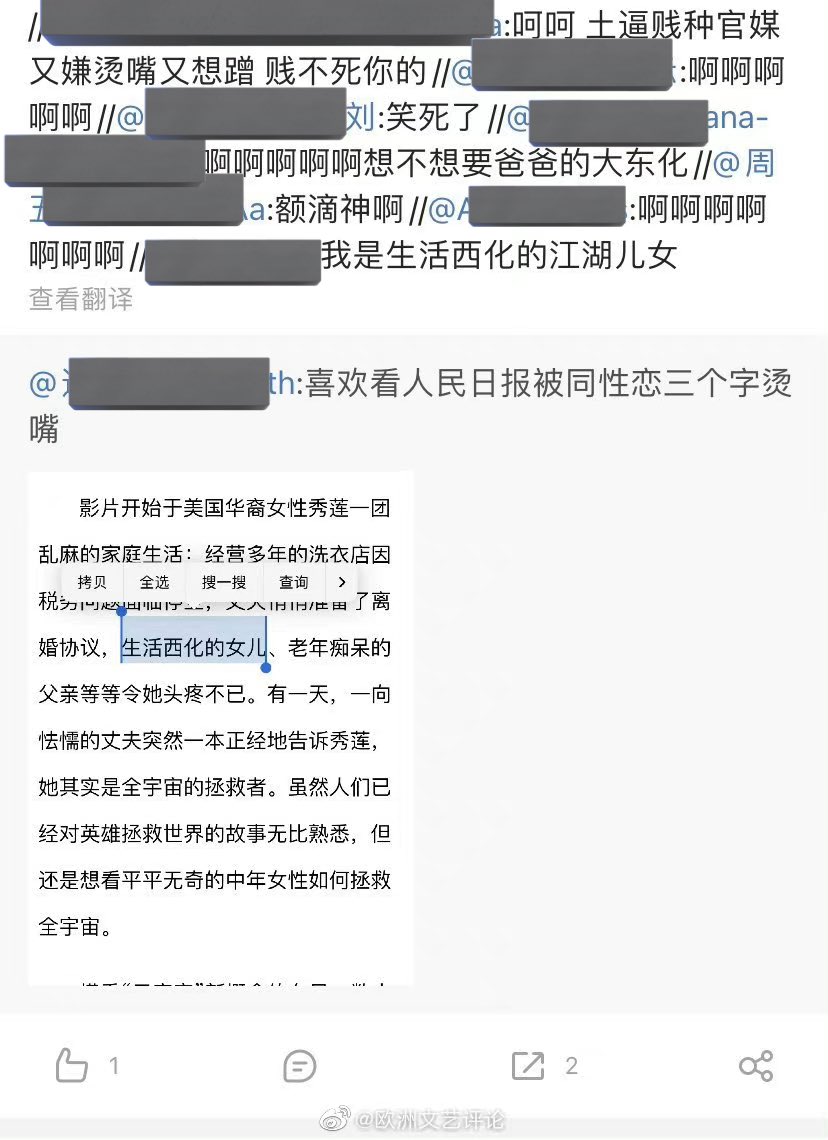 //a:呵呵 土逼贱种官媒
又嫌烫嘴又想蹭 贱不死你的//@:啊啊啊
啊啊//@刘:笑死了//@ana-
啊啊啊啊啊想不想要爸爸的大东化//@周
五a:额滴神啊//@A:啊啊啊啊
啊啊啊//我是生活西化的江湖儿女
查看翻译
@th:喜欢看人民日报被同性恋三个字烫
嘴
影片开始于美国华裔女性秀莲一团
乱麻的家庭生活：经营多年的洗衣店因
拷贝 全选 搜一搜 查询
税务问题面临停业，丈夫悄悄准备了离
婚协议，生活西化的女儿、老年痴呆的
父亲等等令她头疼不已。有一天，一向
怯懦的丈夫突然一本正经地告诉秀莲，
她其实是全宇宙的拯救者。虽然人们已
经对英雄拯救世界的故事无比熟悉，但
还是想看平平无奇的中年女性如何拯救
全宇宙。
1 2
@欧洲文艺评论